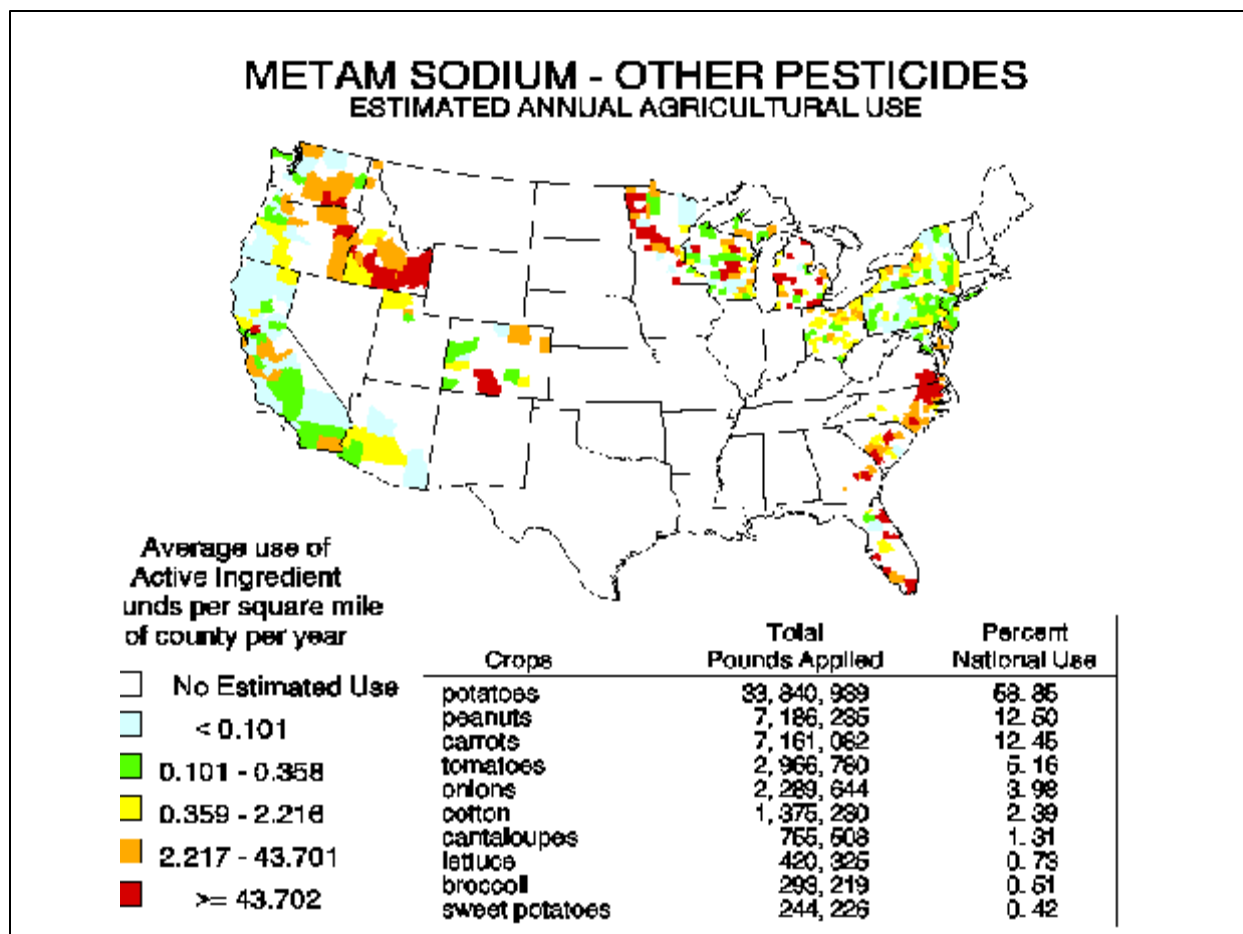 METAM SODIUM - OTHER PESTICIDES
ESTIMATED ANNUAL AGRICULTURAL USE
Average use of
Active Ingredient
unds per square mile
of county per year
No Estimated Use
< 0.101
0.101 - 0.358
0.359 - 2.216
2.217 - 43.701
>= 43.702
Total Percent
Crops Pounds Applied National Use
potatoes 33, 840, 58. 85
peanuts 7, 186, 235 12. 50
carrots 7, 161, 12. 45
tomatoes 2, 966, 780 5. 16
onions 2, 289, 644 3. 98
cotton 1, 375, 230 2. 39
cantaloupes 755, 1. 31
lettuce 420, 325 0. 73
broccoli 293, 219 0. 51
sweet potatoes 244, 226 0. 42